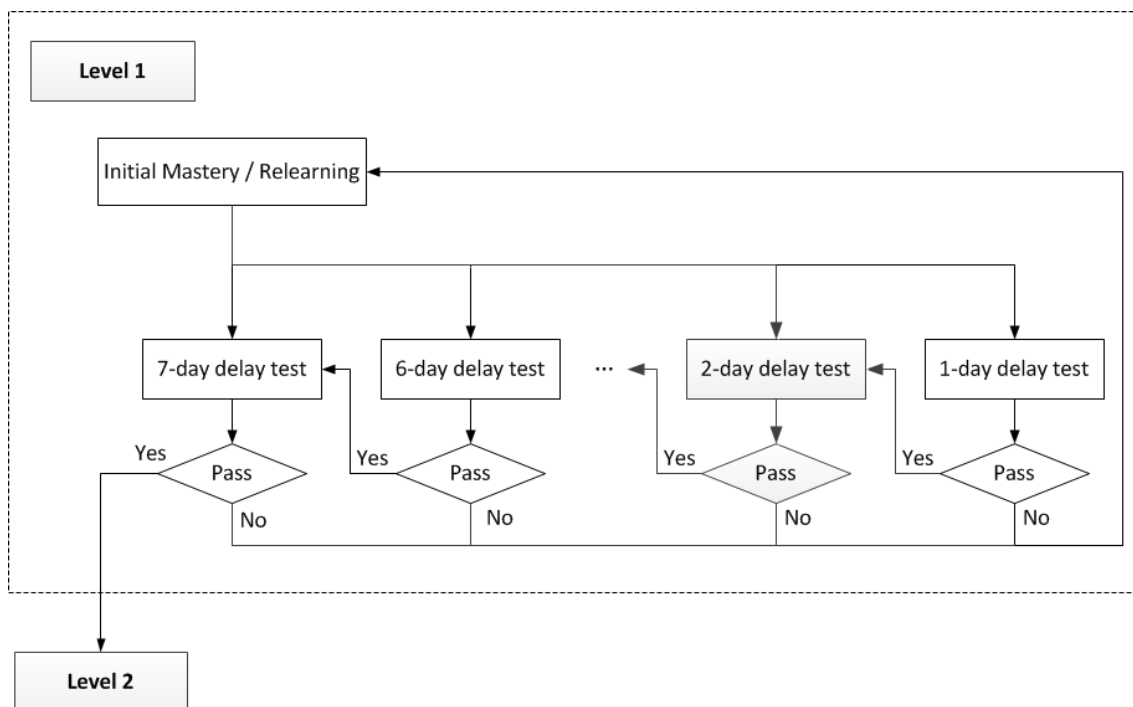 Level 1
Initial Mastery / Relearning
7-day delay test
6-day delay test
...
2-day delay test
1-day delay test
Yes
Pass
No
Yes
Pass
No
Yes
Pass
No
Yes
Pass
No
Level 2